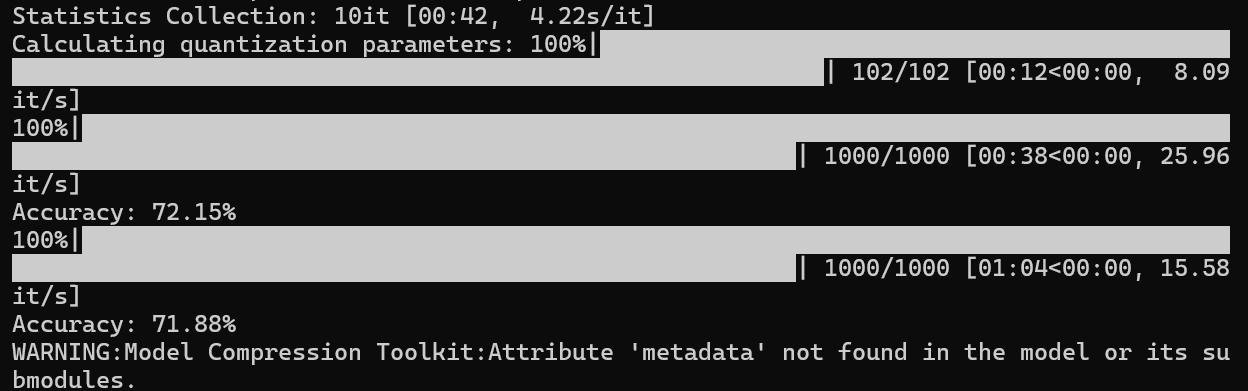 Statistics Collection: 10it [00:42,  4.22s/it]
Calculating quantization parameters: 100%|
| 102/102 [00:12<00:00,  8.09
it/s]
100%|
| 1000/1000 [00:38<00:00, 25.96
it/s]
Accuracy: 72.15%
100%|
| 1000/1000 [01:04<00:00, 15.58
it/s]
Accuracy: 71.88%
WARNING:Model Compression Toolkit:Attribute 'metadata' not found in the model or its su
bmodules.